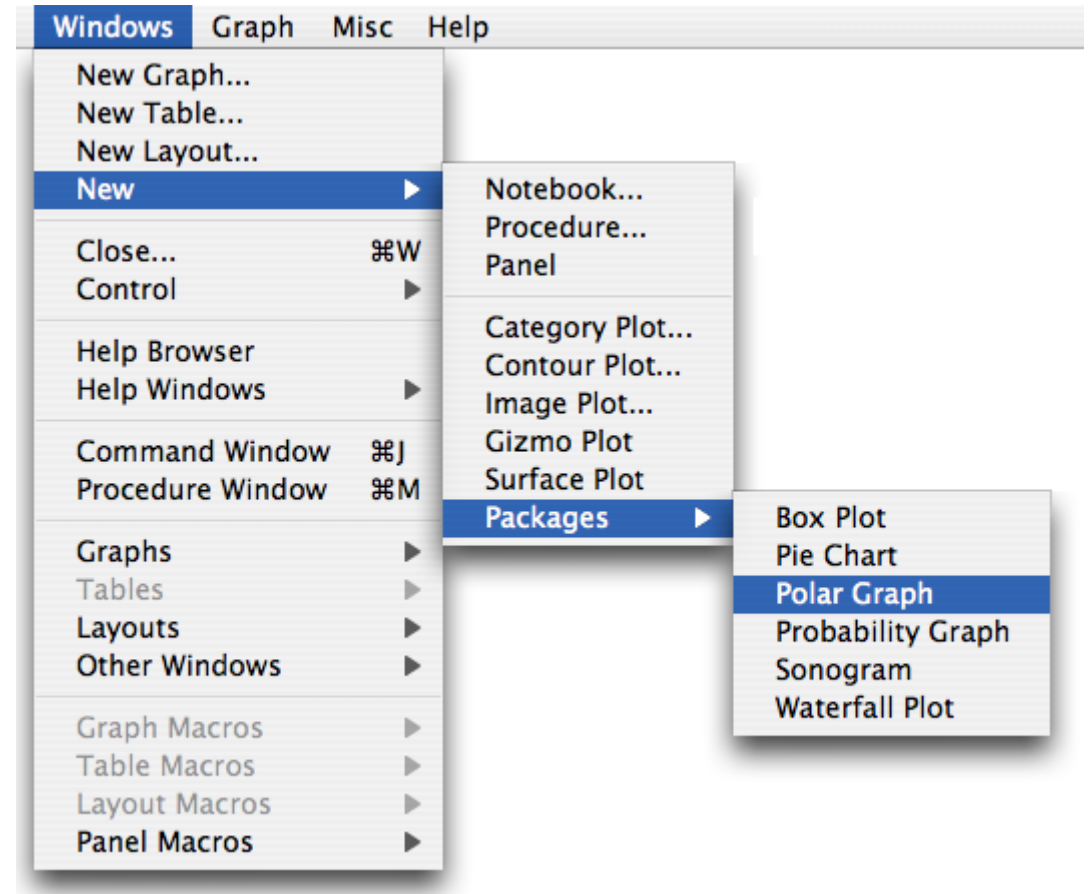 Windows Graph Misc Help
New Graph...
New Table...
New Layout...
New
Close... ⌘W
Control
Help Browser
Help Windows
Command Window ⌘J
Procedure Window ⌘M
Graphs
Tables
Layouts
Other Windows
Graph Macros
Table Macros
Layout Macros
Panel Macros
Notebook...
Procedure...
Panel
Category Plot...
Contour Plot...
Image Plot...
Gizmo Plot
Surface Plot
Packages
Box Plot
Pie Chart
Polar Graph
Probability Graph
Sonogram
Waterfall Plot